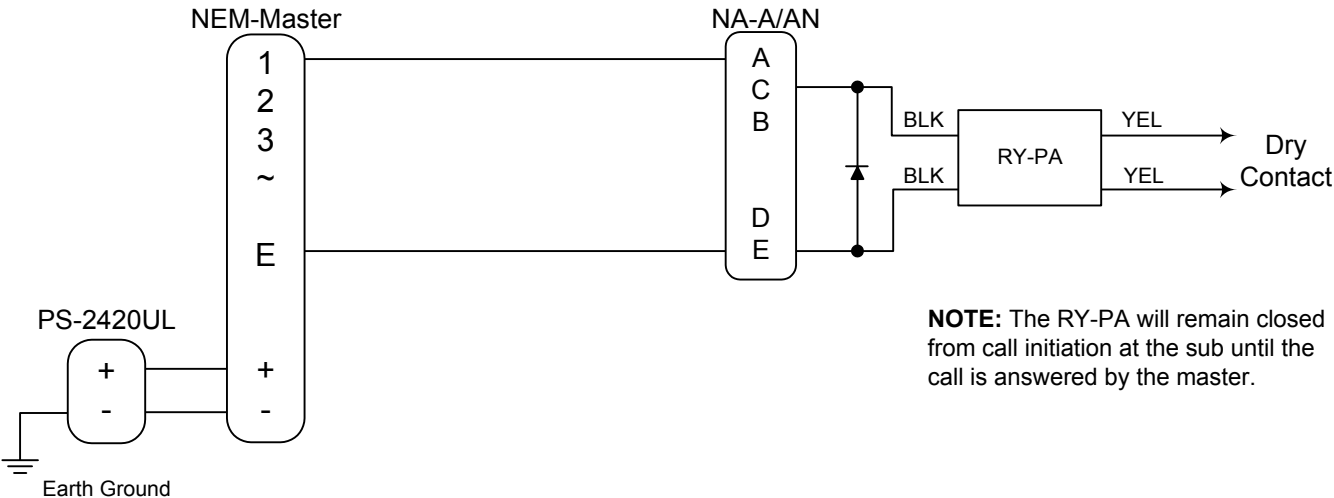 NEM-Master
1
2
3
~
E
+
-
NA-A/AN
A
C
B
D
E
BLK
BLK
RY-PA
YEL
YEL
Dry
Contact
PS-2420UL
+
-
Earth Ground
NOTE: The RY-PA will remain closed
from call initiation at the sub until the
call is answered by the master.